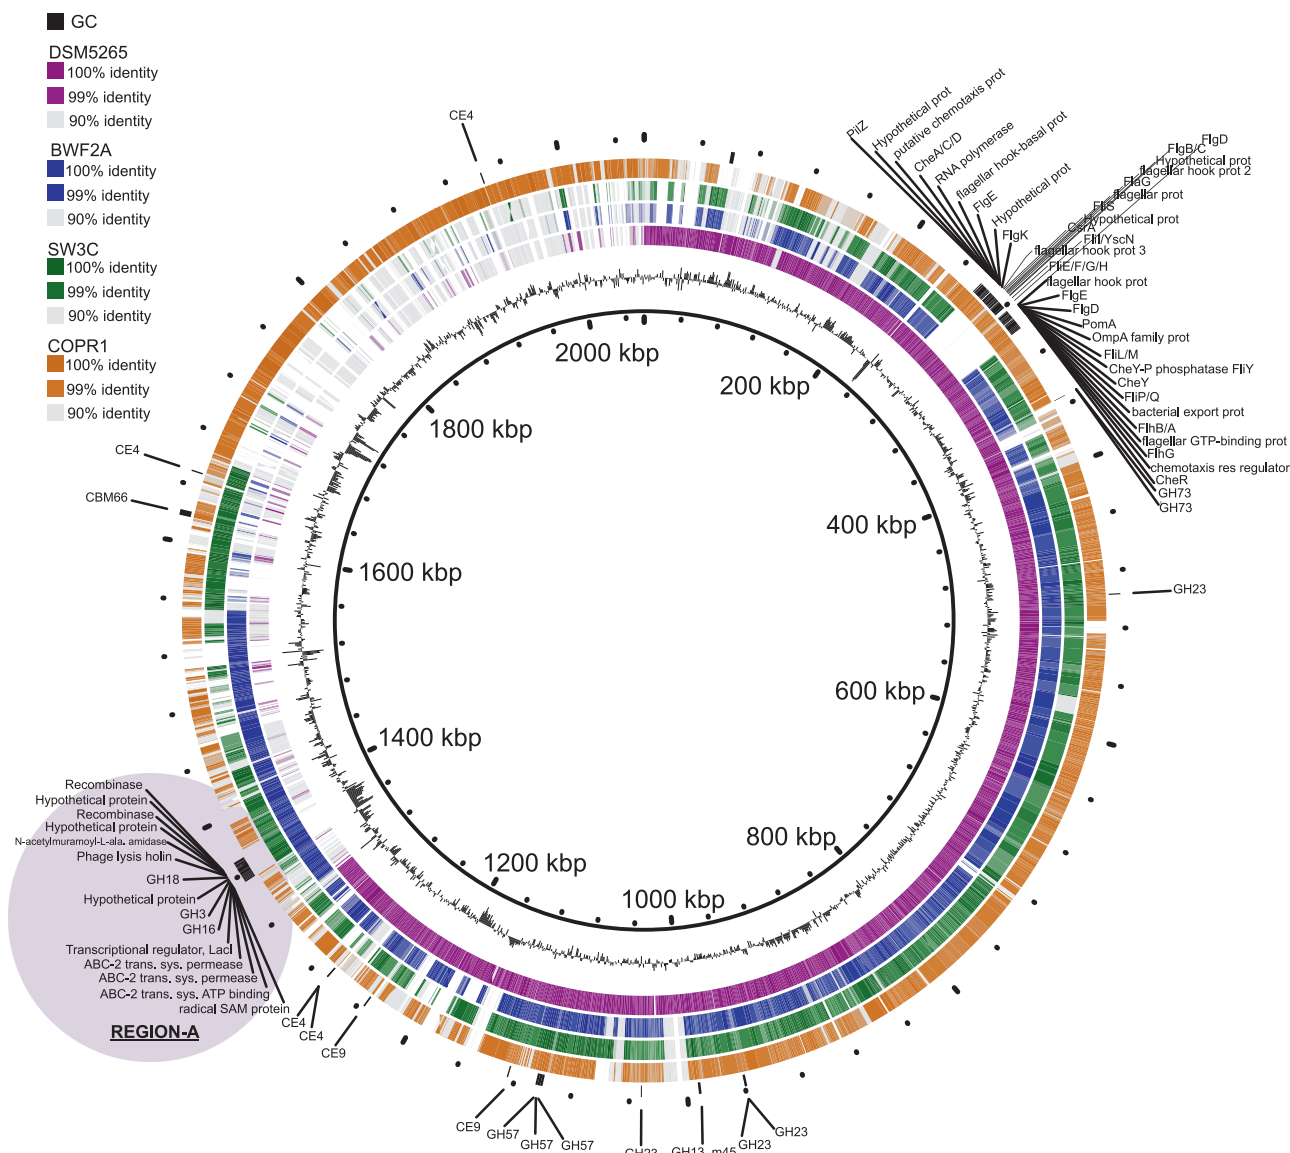 GC
DSM5265
100% identity
99% identity
90% identity
BWF2A
100% identity
99% identity
90% identity
SW3C
100% identity
99% identity
90% identity
COPR1
100% identity
99% identity
90% identity
CE4
PilZ
Hypothetical prot
putative chemotaxis prot
CheA/C/D
RNA polymerase
flagellar hook-basal prot
FlgE
Hypothetical prot
FlgK
FlgD
FlgB/C
Hypothetical prot
flagellar hook prot 2
FlaG
flagellar prot
FliS
Hypothetical prot
CsrA
FliI/YscN
flagellar hook prot 3
FliE/F/G/H
flagellar hook prot
FlgE
FlgD
PomA
OmpA family prot
FliL/M
CheY-P phosphatase FliY
CheY
FliP/Q
bacterial export prot
FlhB/A
flagellar GTP-binding prot
FlhG
chemotaxis res regulator
CheR
GH73
GH73
GH23
2000 kbp
200 kbp
400 kbp
600 kbp
800 kbp
1000 kbp
1200 kbp
1400 kbp
1600 kbp
1800 kbp
CE4
CBM66
Recombinase
Hypothetical protein
Recombinase
Hypothetical protein
N-acetylmuramoyl-L-ala. amidase
Phage lysis holin
GH18
Hypothetical protein
GH3
GH16
Transcriptional regulator, LacI
ABC-2 trans. sys. permease
ABC-2 trans. sys. permease
ABC-2 trans. sys. ATP binding
radical SAM protein
REGION-A
CE4
CE4
CE9
CE9
GH57
GH57
GH57
GH23
GH13 m45
GH23
GH23